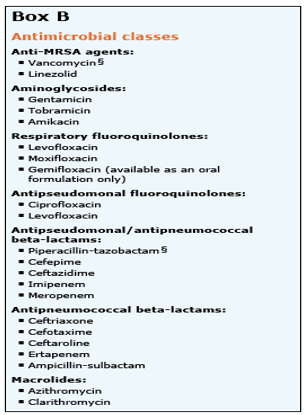 Box B
Antimicrobial classes
Anti-MRSA agents:
▪ Vancomycin§
▪ Linezolid
Aminoglycosides:
▪ Gentamicin
▪ Tobramicin
▪ Amikacin
Respiratory fluoroquinolones:
▪ Levofloxacin
▪ Moxifloxacin
▪ Gemifloxacin (available as an oral
formulation only)
Antipseudomonal fluoroquinolones:
▪ Ciprofloxacin
▪ Levofloxacin
Antipseudomonal/antipneumococcal
beta-lactams:
▪ Piperacillin-tazobactam§
▪ Cefepime
▪ Ceftazidime
▪ Imipenem
▪ Meropenem
Antipneumococcal beta-lactams:
▪ Ceftriaxone
▪ Cefotaxime
▪ Ceftaroline
▪ Ertapenem
▪ Ampicillin-sulbactam
Macrolides:
▪ Azithromycin
▪ Clarithromycin